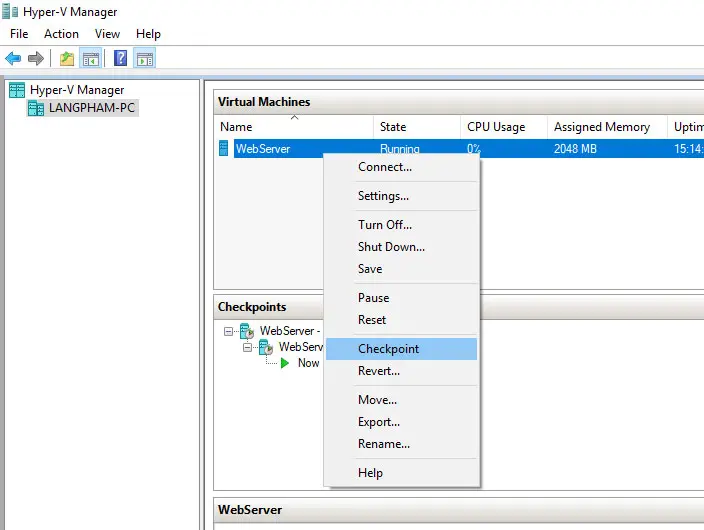 Hyper-V Manager
File Action View Help
Hyper-V Manager
LANGPHAM-PC
Virtual Machines
Name State CPU Usage Assigned Memory
WebServer Running 0% 2048 MB 15:14:
Connect...
Settings...
Turn Off...
Shut Down...
Save
Pause
Reset
Checkpoint
Revert...
Move...
Export...
Rename...
Help
Checkpoints
WebServer -
Now
WebServer